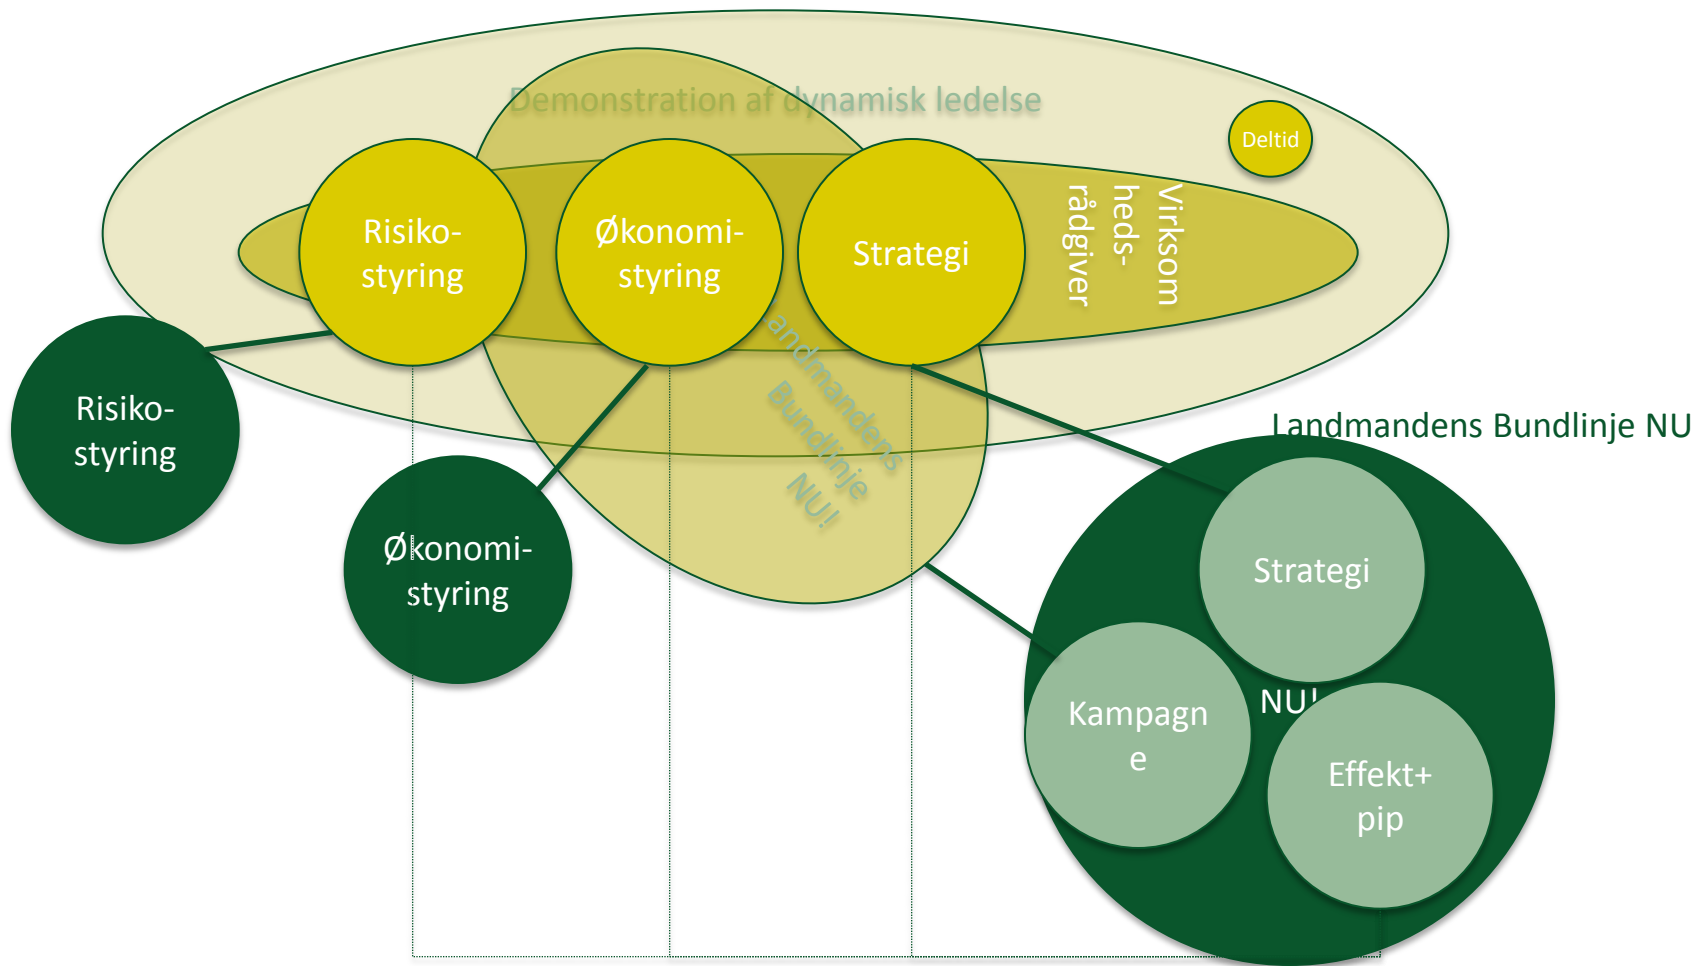 Demonstration af dynamisk ledelse
Deltid
Risiko-
styring
Økonomi-
styring
Strategi
Virksom
heds-
rådgiver
andmandens
Bundlinje
NU!
Risiko-
styring
Økonomi-
styring
Landmandens Bundlinje NU
Strategi
NU!
Kampagn
e
Effekt+
pip